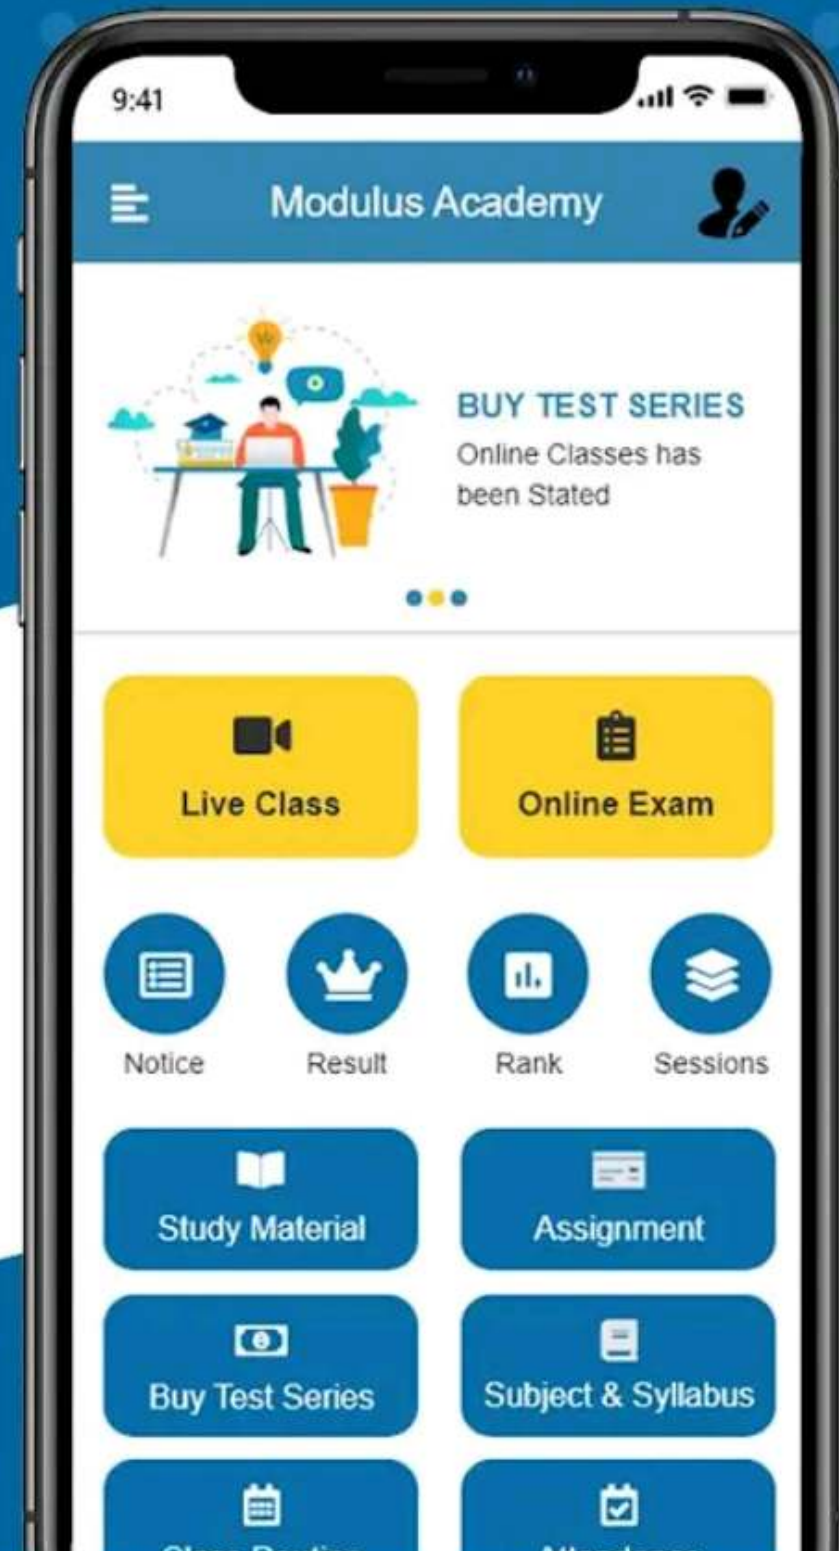 9:41
Modulus Academy
BUY TEST SERIES
Online Classes has
been Stated
Live Class
Online Exam
Notice
Result
Rank
Sessions
Study Material
Assignment
Buy Test Series
Subject & Syllabus